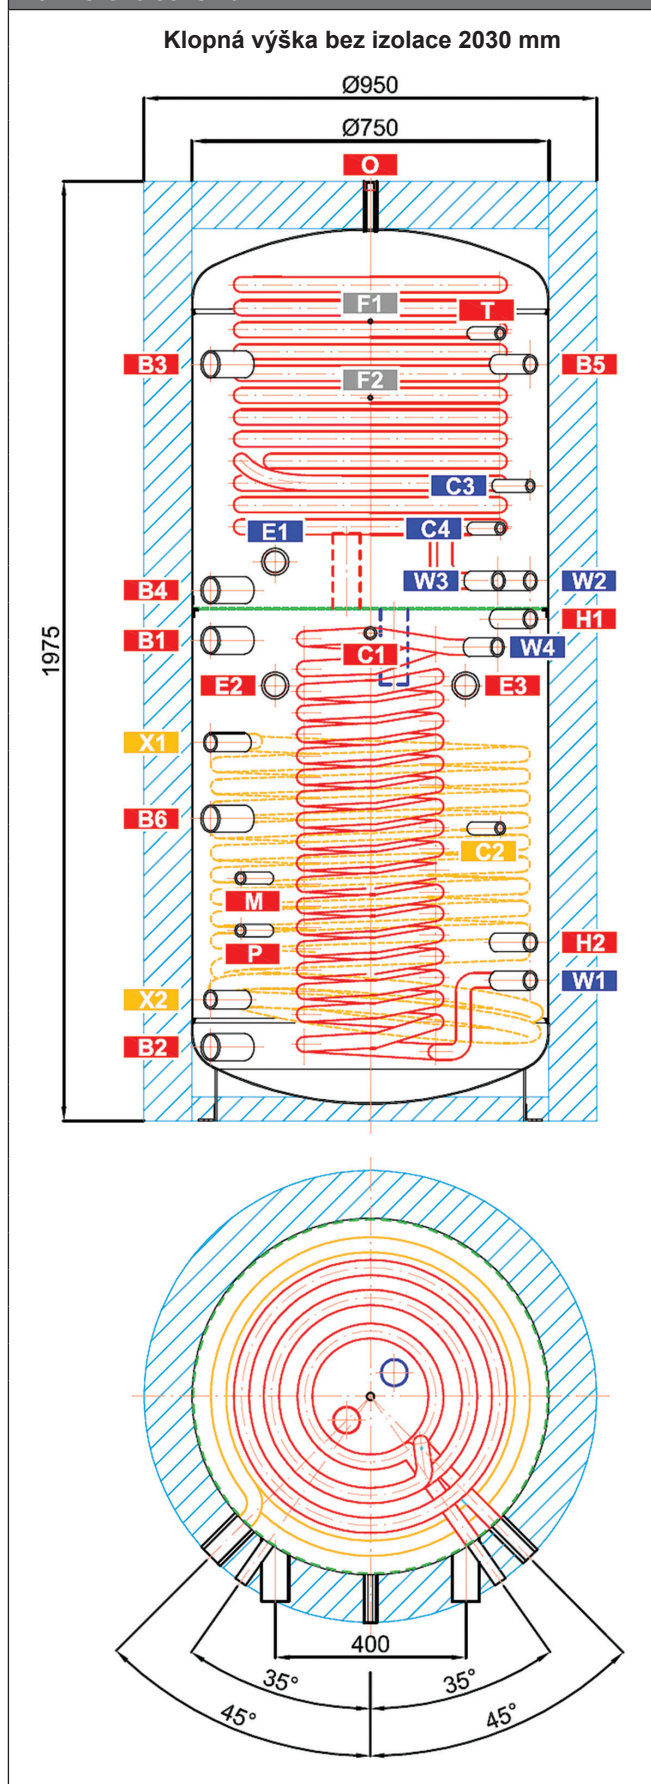 Klopná výška bez izolace 2030 mm
Ø950
Ø750
O
F1
T
B3
B5
F2
C3
E1
C4
W3
W2
B4
H1
B1
C1
W4
1975
E2
E3
X1
B6
C2
M
P
H2
X2
W1
B2
400
35°
35°
45°
45°